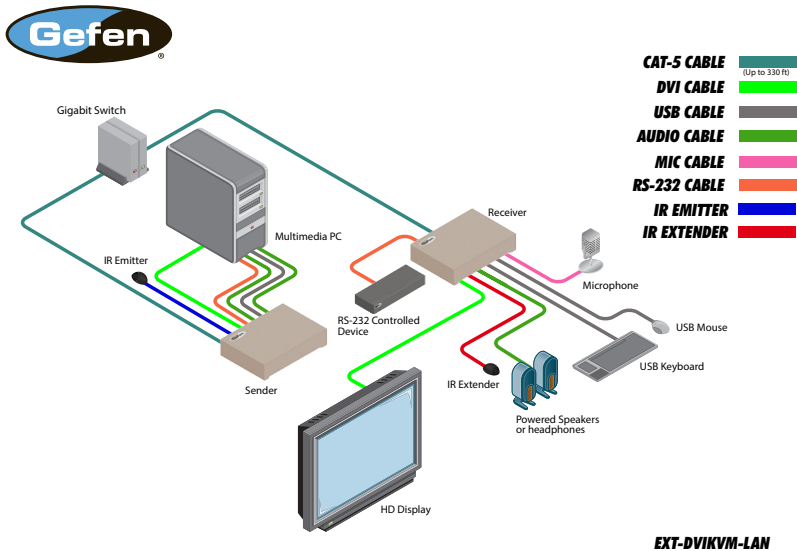 Gefen
®
CAT-5 CABLE
(Up to 330 ft)
DVI CABLE
USB CABLE
AUDIO CABLE
MIC CABLE
RS-232 CABLE
IR EMITTER
IR EXTENDER
Gigabit Switch
Multimedia PC
IR Emitter
Sender
Receiver
Microphone
RS-232 Controlled
Device
USB Mouse
USB Keyboard
IR Extender
Powered Speakers
or headphones
HD Display
EXT-DVIKVM-LAN